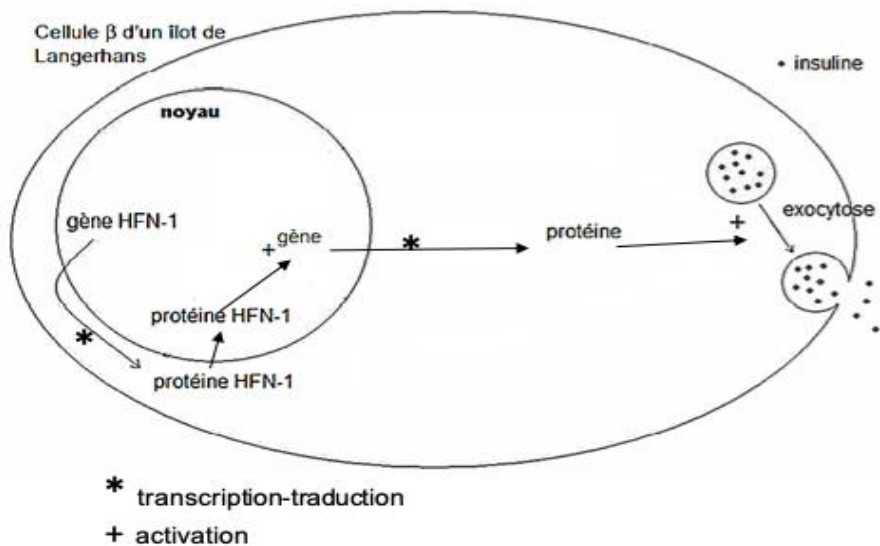 Cellule β d'un îlot de
Langerhans
• insuline
noyau
gène HFN-1
+ gène
*
protéine
+
exocytose
protéine HFN-1
*
protéine HFN-1
* transcription-traduction
+ activation